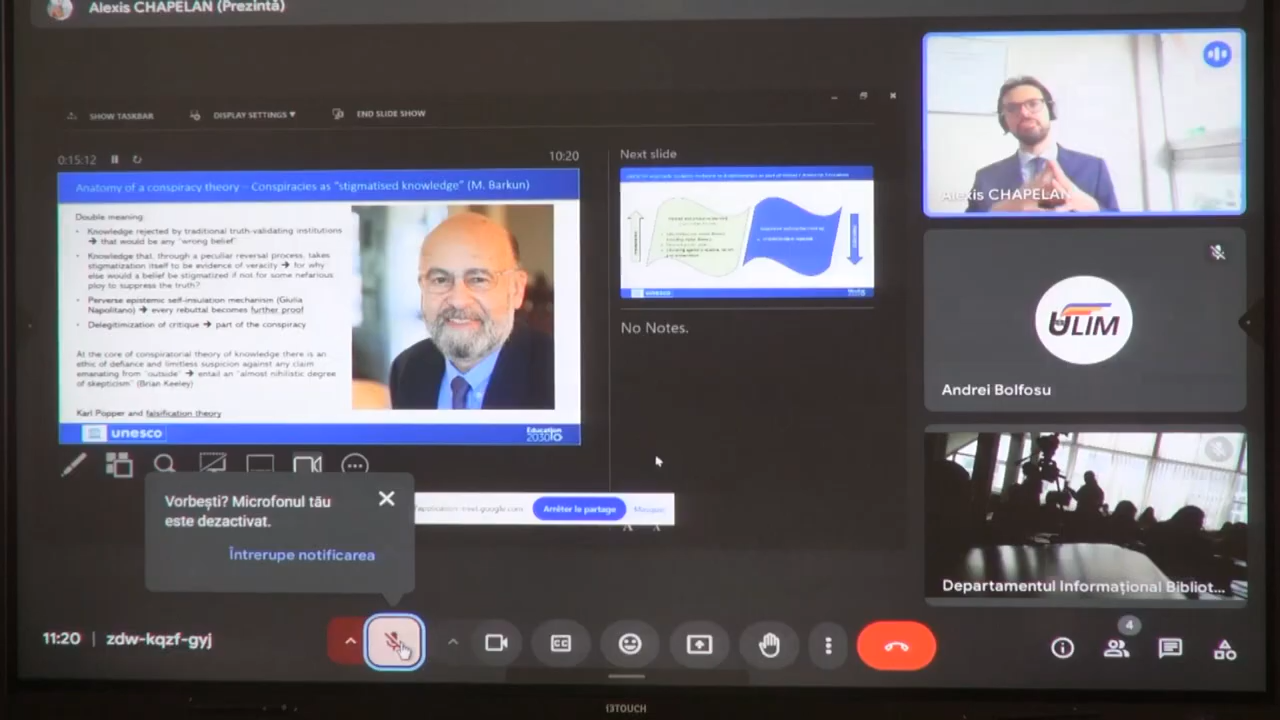 Alexis CHAPELAN (Prezintă)
SHOW TASKBAR
DISPLAY SETTINGS ▼
END SLIDE SHOW
0:15:12
10:20
Anatomy of a conspiracy theory – Conspiracies as "stigmatised knowledge" (M. Barkun)
Double meaning:
• Knowledge rejected by traditional truth-validating institutions
→ that would be any "wrong belief"
• Knowledge that, through a peculiar reversal process, takes
stigmatization itself to be evidence of veracity → for why
else would a belief be stigmatized if not for some nefarious
ploy to suppress the truth?
• Perverse epistemic self-insulation mechanism (Giulia
Napolitano) → every rebuttal becomes further proof
• Delegitimization of critique → part of the conspiracy
At the core of conspiratorial theory of knowledge there is an
ethic of defiance and limitless suspicion against any claim
emanating from "outside" → entail an "almost nihilistic degree
of skepticism" (Brian Keeley)
Karl Popper and falsification theory
unesco
Education
2030
Next slide
unesco
No Notes.
Vorbești? Microfonul tău
este dezactivat.
Întrerupe notificarea
Arrêter le partage
Masquer
Alexis CHAPELAN
ULIM
Andrei Bolfosu
Departamentul Informațional Bibliot...
11:20 | zdw-kqzf-gyj
CC
4
i3TOUCH